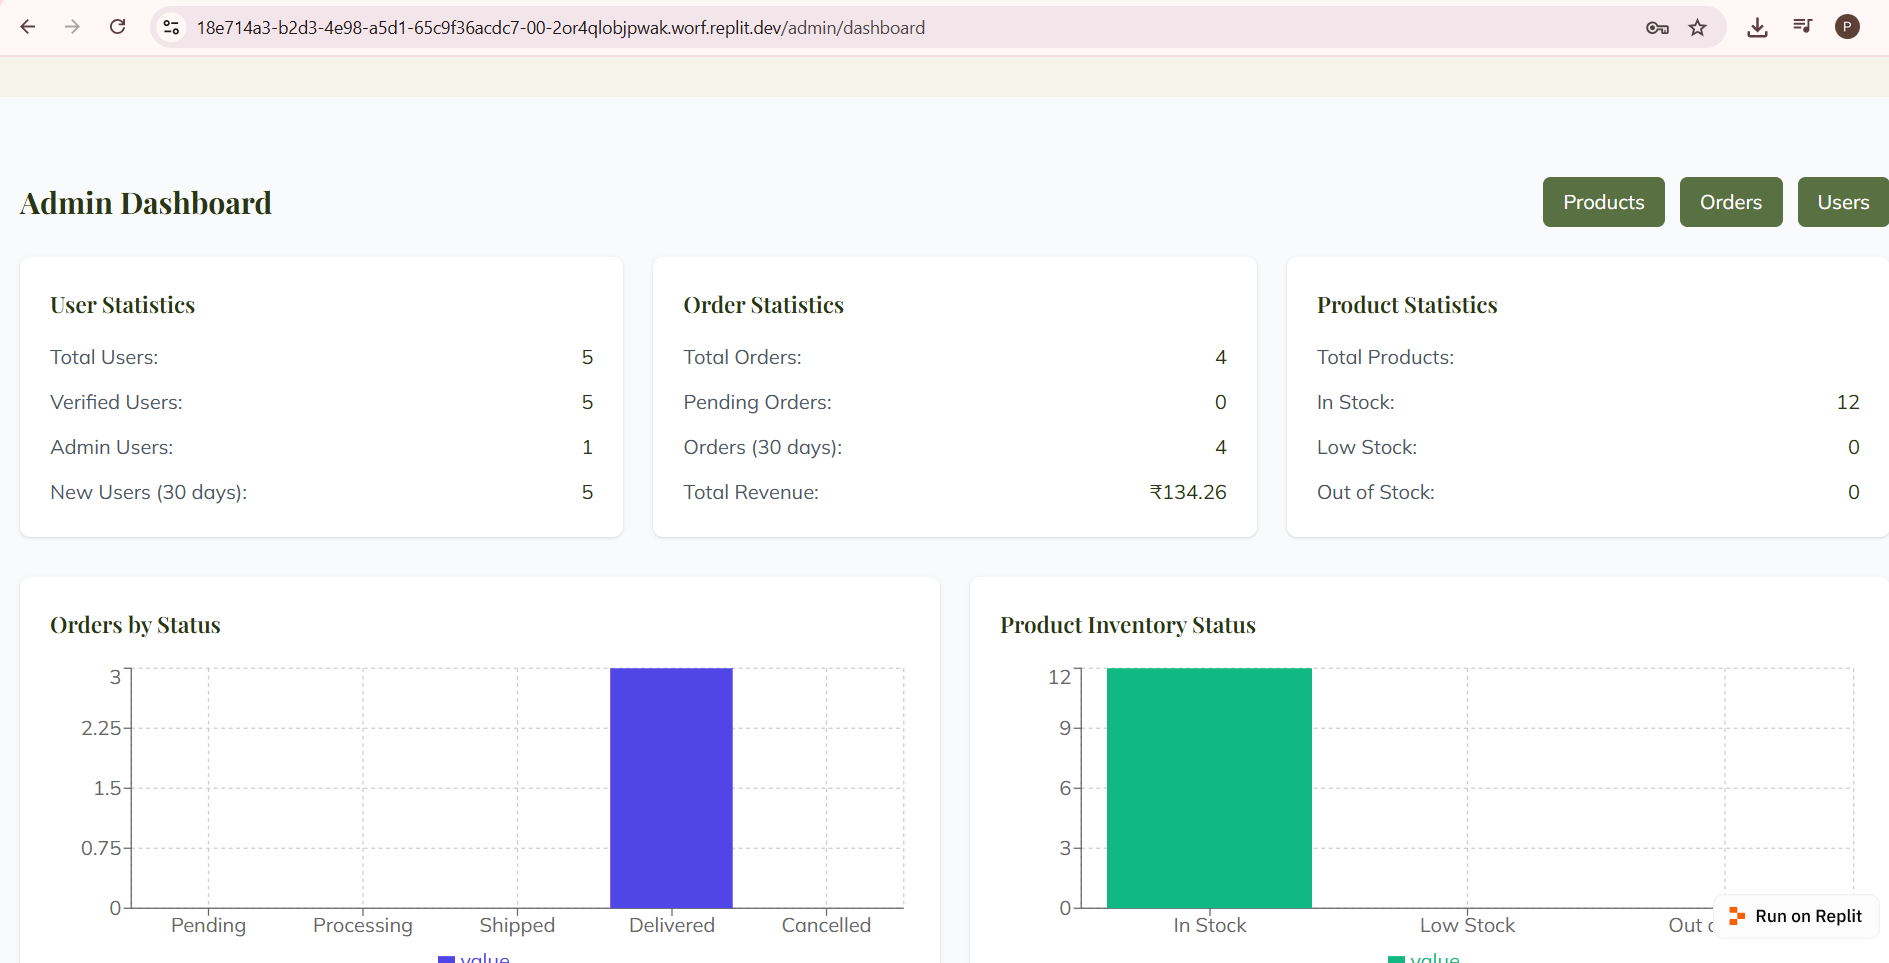 18e714a3-b2d3-4e98-a5d1-65c9f36acdc7-00-2or4qlobjpwak.worf.replit.dev/admin/dashboard
P
Admin Dashboard
Products
Orders
Users
User Statistics
Total Users: 5
Verified Users: 5
Admin Users: 1
New Users (30 days): 5
Order Statistics
Total Orders: 4
Pending Orders: 0
Orders (30 days): 4
Total Revenue: ₹134.26
Product Statistics
Total Products:
In Stock: 12
Low Stock: 0
Out of Stock: 0
Orders by Status
3
2.25
1.5
0.75
0
Pending Processing Shipped Delivered Cancelled
value
Product Inventory Status
12
9
6
3
0
In Stock Low Stock Out
value
Run on Replit